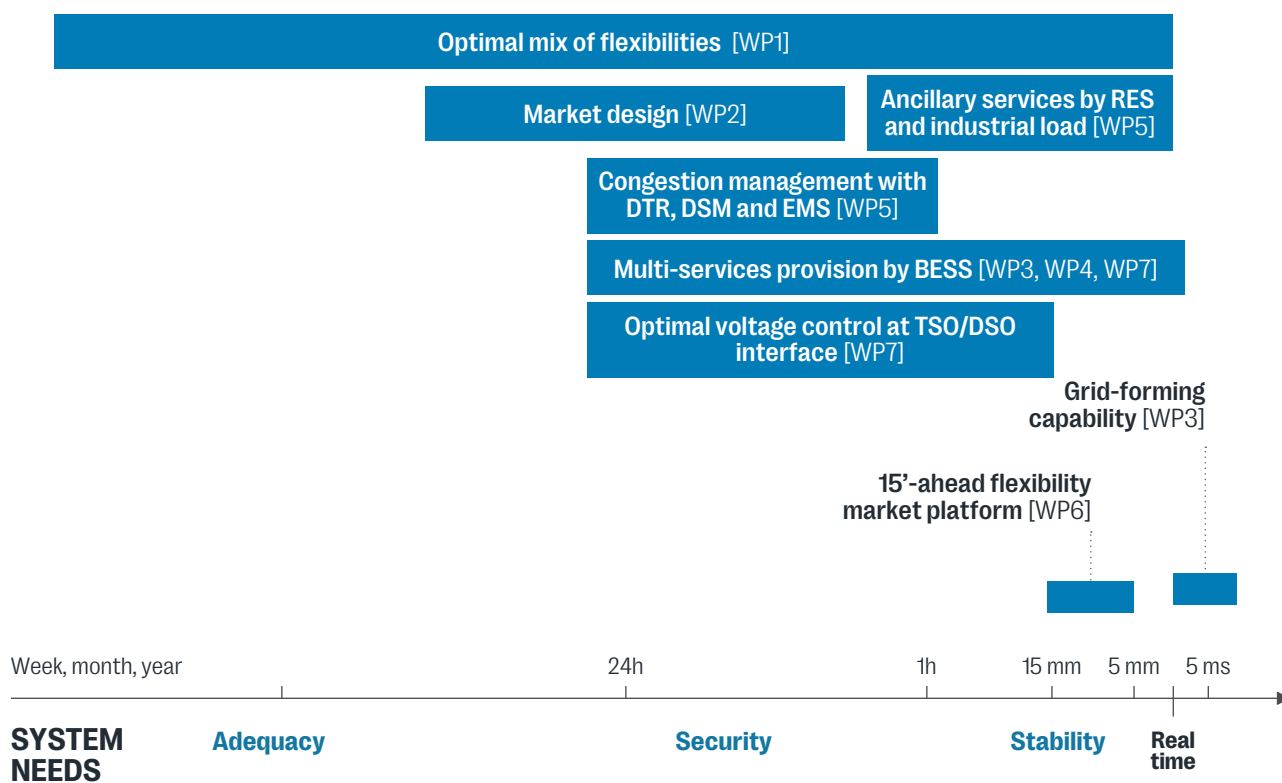 Optimal mix of flexibilities [WP1]
Market design [WP2]
Ancillary services by RES
and industrial load [WP5]
Congestion management with
DTR, DSM and EMS [WP5]
Multi-services provision by BESS [WP3, WP4, WP7]
Optimal voltage control at TSO/DSO
interface [WP7]
Grid-forming
capability [WP3]
15’-ahead flexibility
market platform [WP6]
Week, month, year
24h
1h
15 mm
5 mm
5 ms
SYSTEM
NEEDS
Adequacy
Security
Stability
Real
time